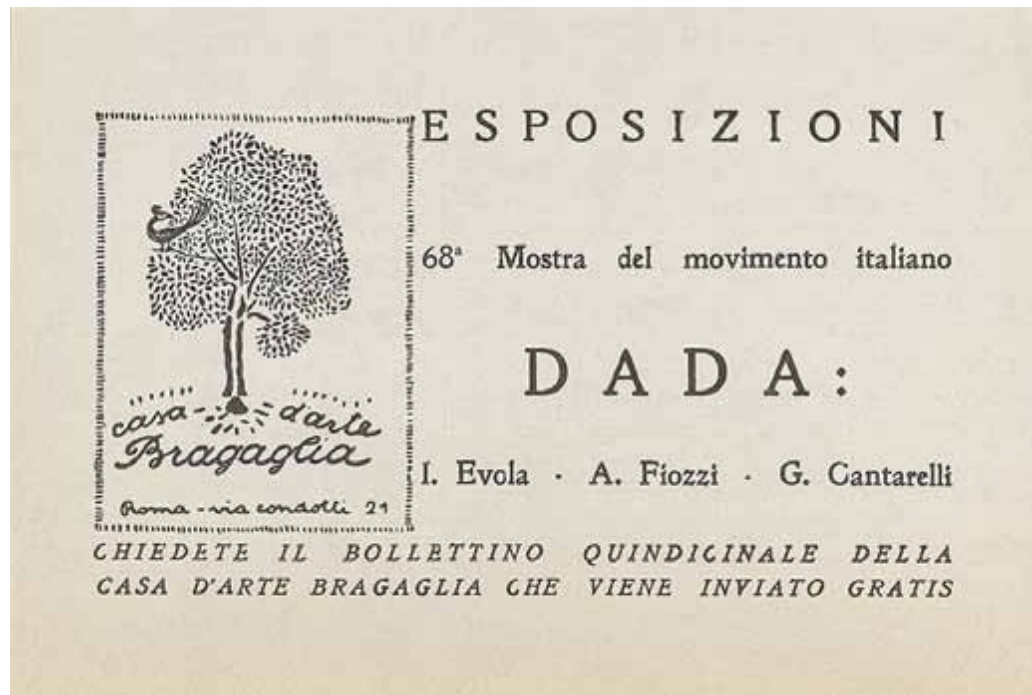 ESPOSIZIONI
68ª Mostra del movimento italiano
DADA:
I. Evola · A. Fiozzi · G. Cantarelli
casa - d'arte
Bragaglia
Roma - via condotti 21
CHIEDETE IL BOLLETTINO QUINDICINALE DELLA
CASA D'ARTE BRAGAGLIA CHE VIENE INVIATO GRATIS